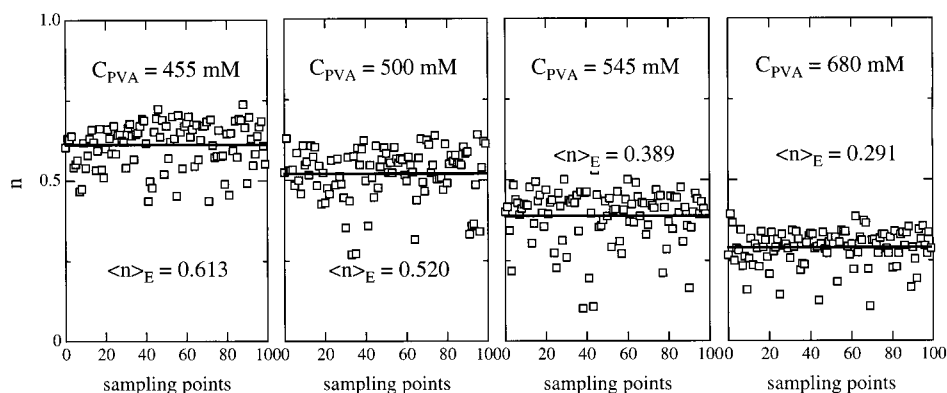 1.0
C_PVA = 455 mM
C_PVA = 500 mM
C_PVA = 545 mM
C_PVA = 680 mM
<n>_E = 0.389
<n>_E = 0.291
n
0.5
<n>_E = 0.613
<n>_E = 0.520
0
0 20 40 60 80 100
0 20 40 60 80 100
0 20 40 60 80 100
0 20 40 60 80 100
sampling points
sampling points
sampling points
sampling points